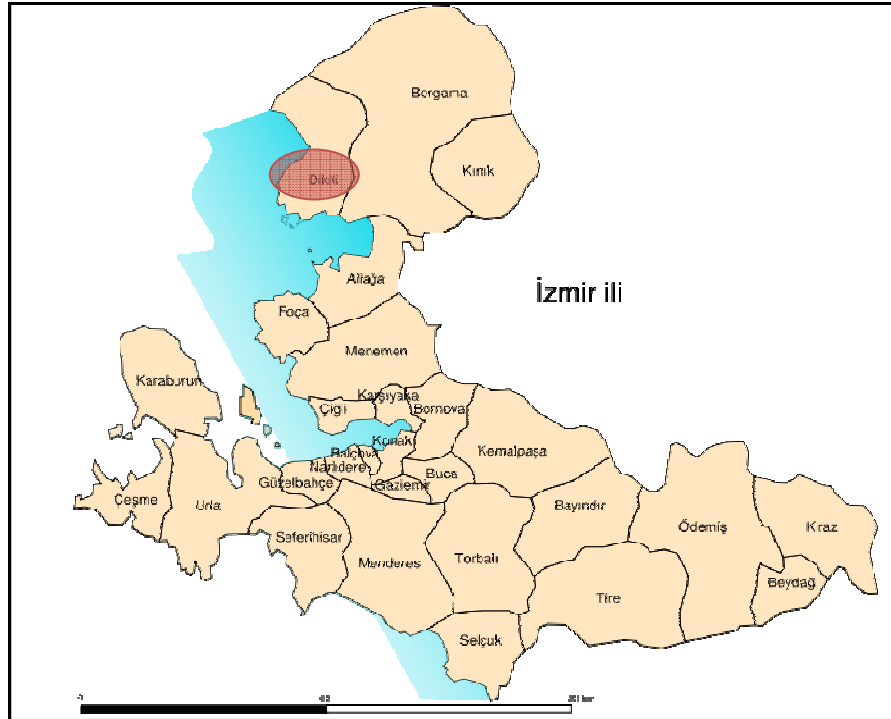 Bergama
Kınık
Dikili
Aliağa
İzmir ili
Foça
Menemen
Karaburun
Karşıyaka
Çiğli
Bornova
Konak
Balçova
Kemalpaşa
Narlıdere
Buca
Güzelbahçe
Gaziemir
Çeşme
Urla
Bayındır
Seferihisar
Ödemiş
Kiraz
Menderes
Torbalı
Beydağ
Tire
Selçuk